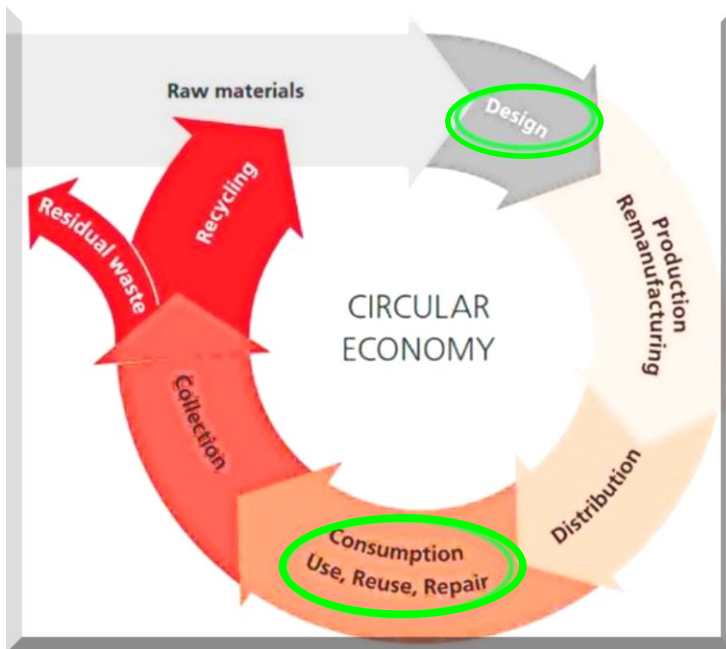 Raw materials
Design
Production
Remanufacturing
Distribution
Consumption
Use, Reuse, Repair
Collection
Recycling
Residual waste
CIRCULAR
ECONOMY